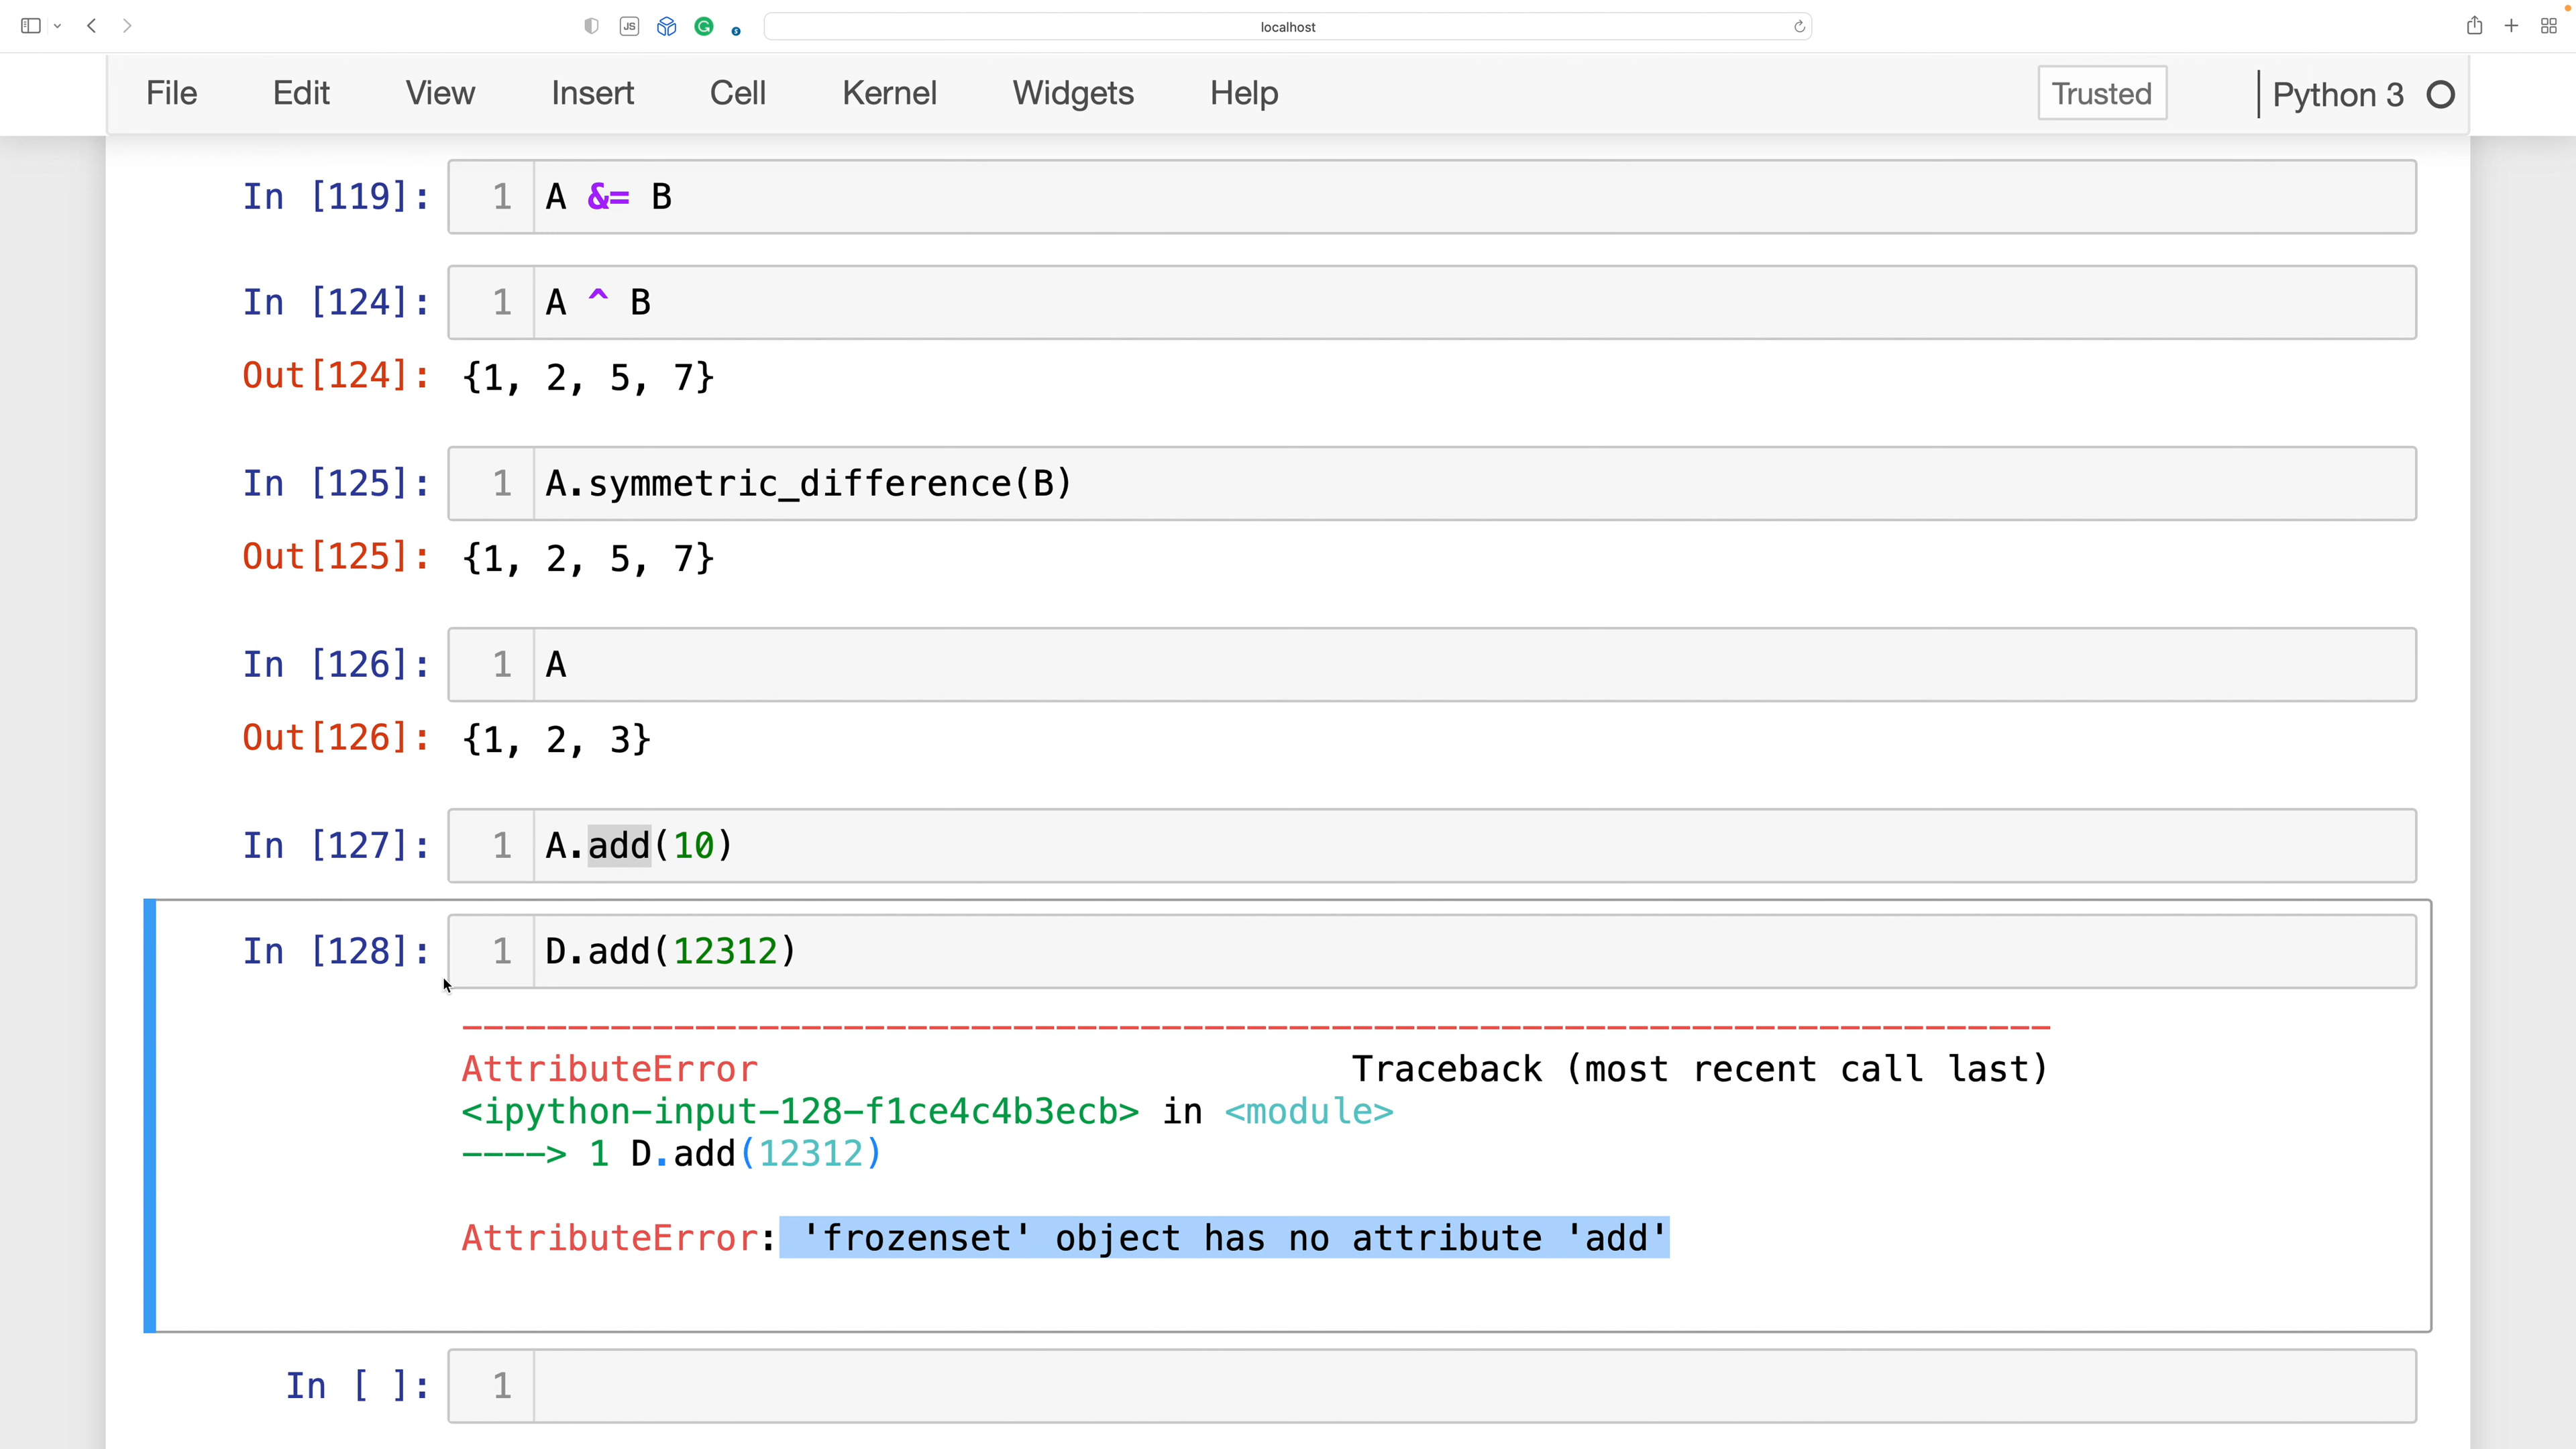 localhost
File Edit View Insert Cell Kernel Widgets Help Trusted Python 3
In [119]: 1 A &= B
In [124]: 1 A ^ B
Out[124]: {1, 2, 5, 7}
In [125]: 1 A.symmetric_difference(B)
Out[125]: {1, 2, 5, 7}
In [126]: 1 A
Out[126]: {1, 2, 3}
In [127]: 1 A.add(10)
In [128]: 1 D.add(12312)
---------------------------------------------------------------------------
AttributeError Traceback (most recent call last)
<ipython-input-128-f1ce4c4b3ecb> in <module>
----> 1 D.add(12312)
AttributeError: 'frozenset' object has no attribute 'add'
In [ ]: 1